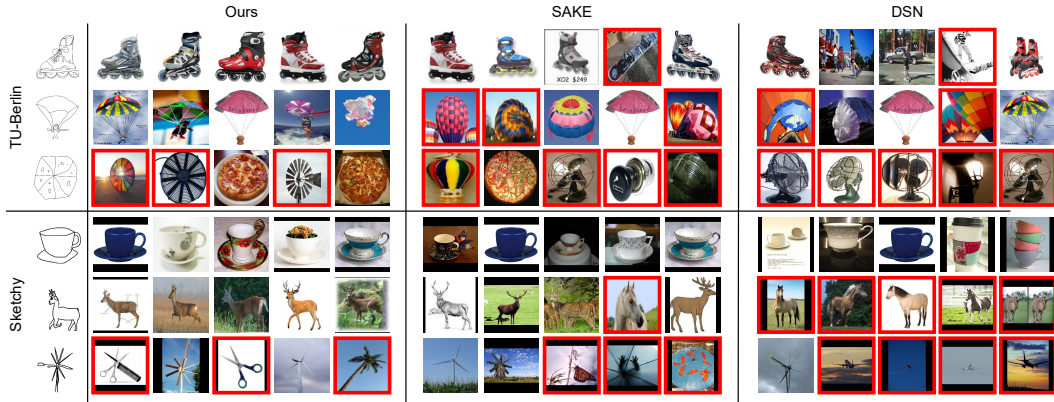 Ours
SAKE
DSN
TU-Berlin
XO2 $249
Sketchy